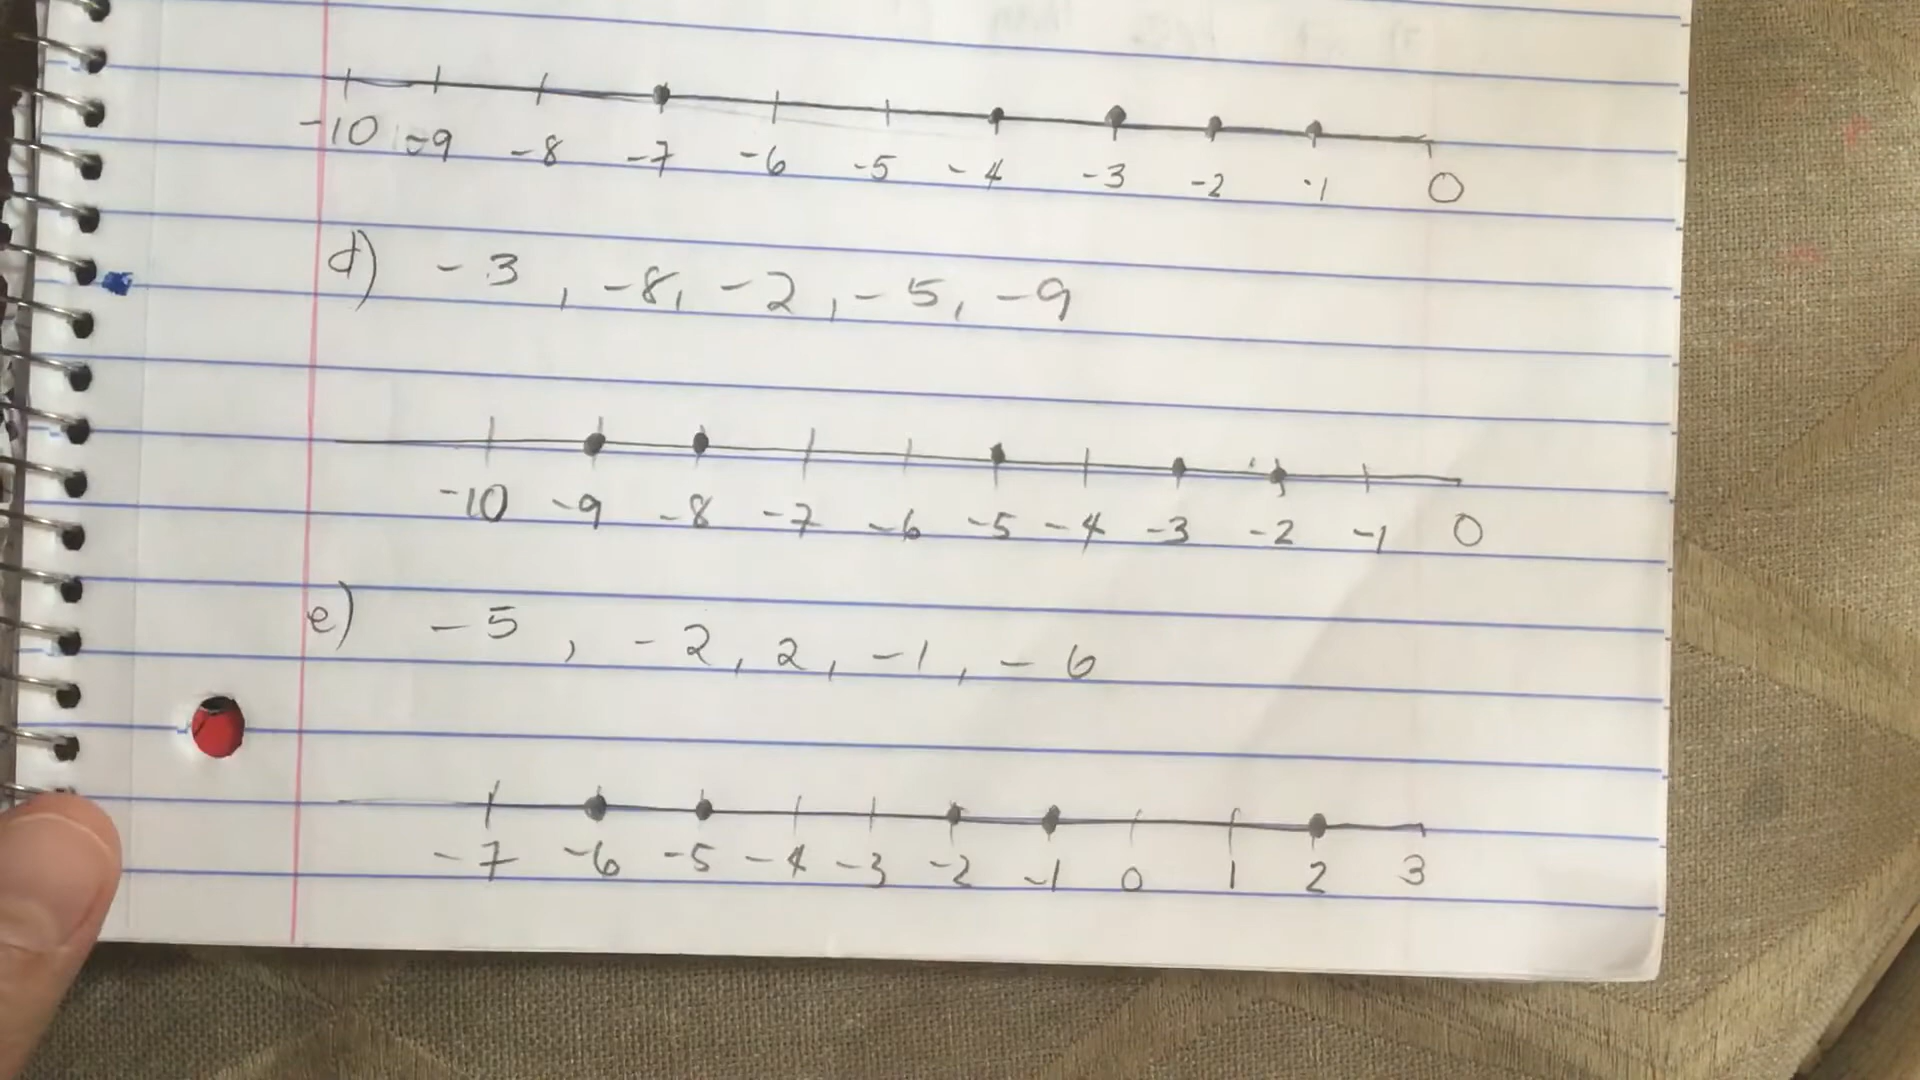 -10 -9 -8 -7 -6 -5 -4 -3 -2 -1 0
d) -3, -8, -2, -5, -9
-10 -9 -8 -7 -6 -5 -4 -3 -2 -1 0
e) -5, -2, 2, -1, -6
-7 -6 -5 -4 -3 -2 -1 0 1 2 3